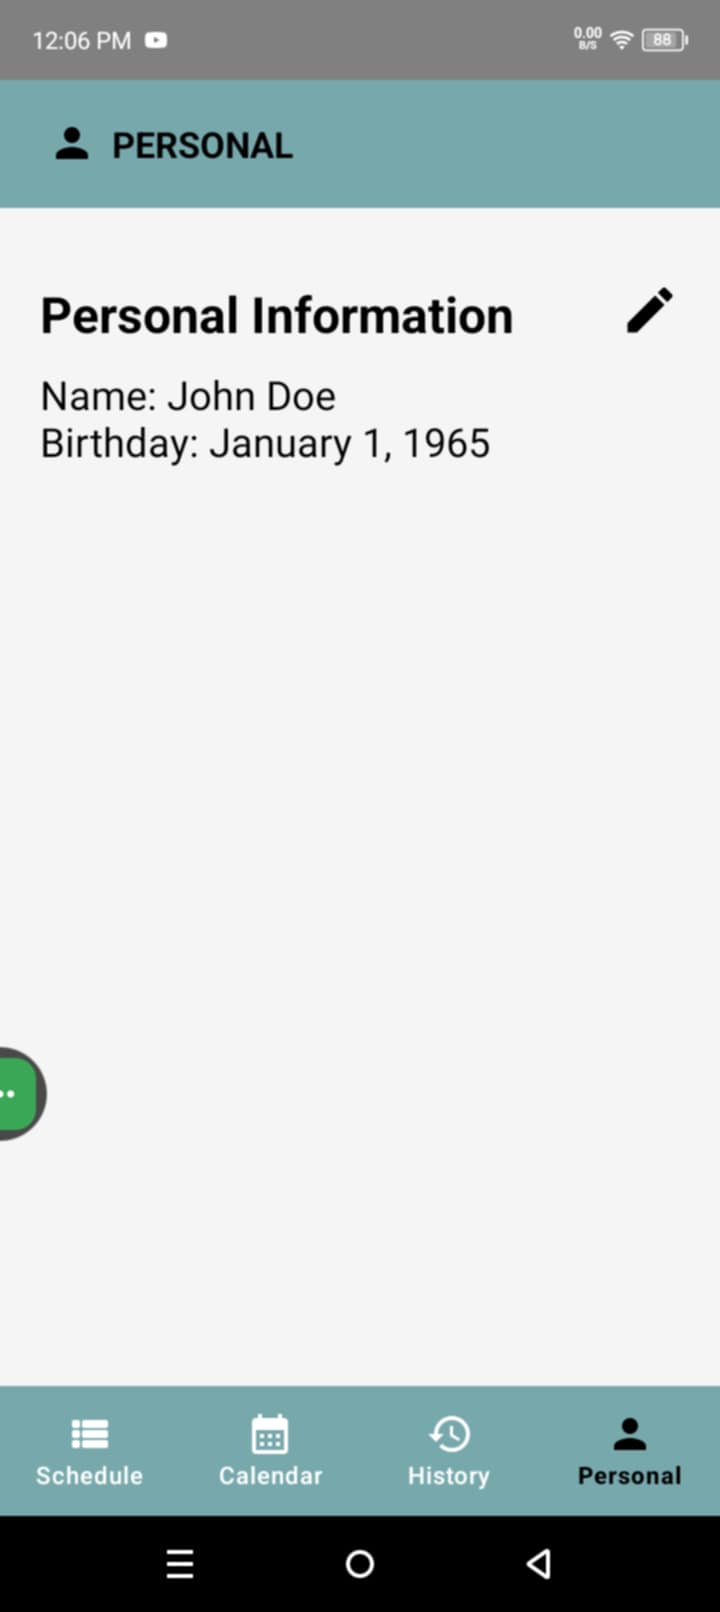 12:06 PM
0.00
B/S
88
PERSONAL
Personal Information
Name: John Doe
Birthday: January 1, 1965
Schedule
Calendar
History
Personal